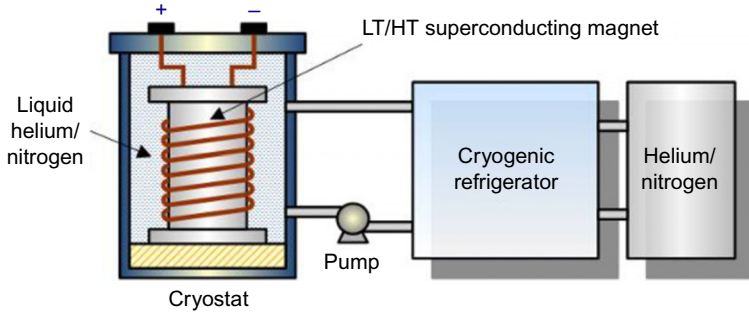 + –
LT/HT superconducting magnet
Liquid
helium/
nitrogen
Cryogenic
refrigerator
Helium/
nitrogen
Pump
Cryostat